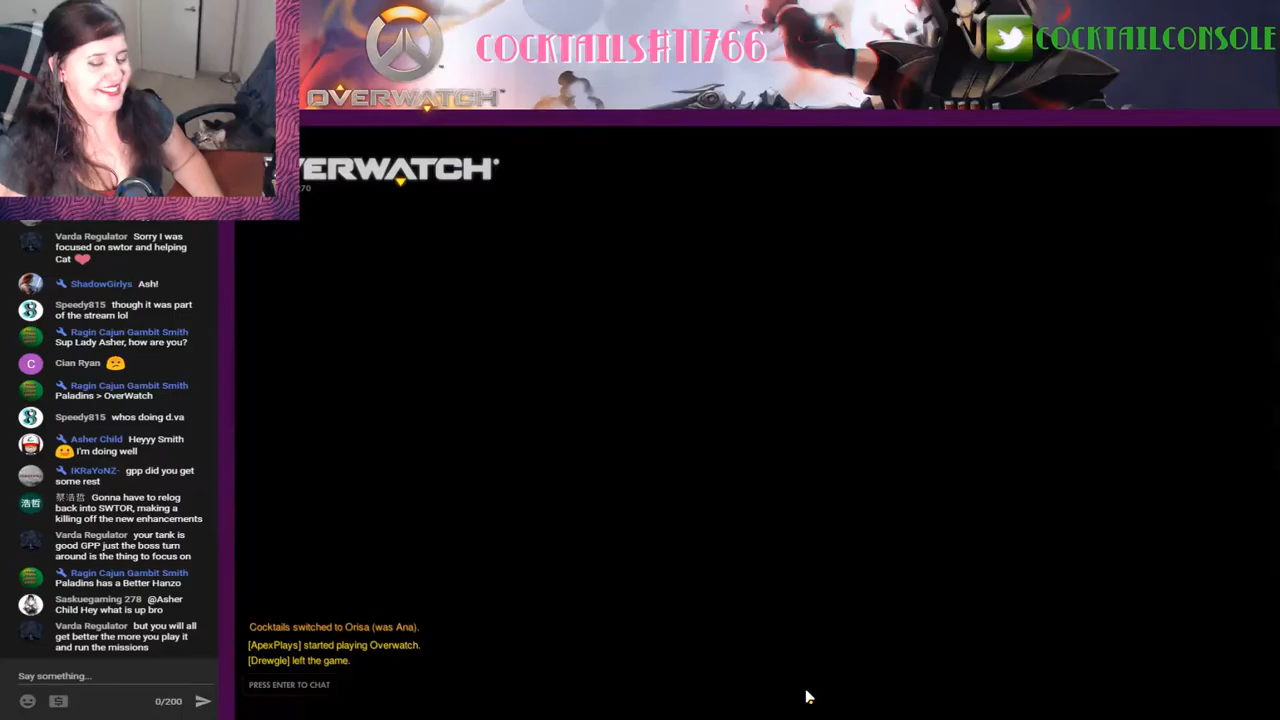 COCKTAILS#11766
COCKTAILCONSOLE
OVERWATCH
ERWATCH
70
Varda Regulator Sorry I was
focused on swtor and helping
Cat
ShadowGirlys Ash!
Speedy815 though it was part
of the stream lol
Ragin Cajun Gambit Smith
Sup Lady Asher, how are you?
C
Cian Ryan
Ragin Cajun Gambit Smith
Paladins > OverWatch
Speedy815 whos doing d.va
Asher Child Heyyy Smith
I'm doing well
IKRaYoNZ- gpp did you get
some rest
浩哲
蔡浩哲 Gonna have to relog
back into SWTOR, making a
killing off the new enhancements
Varda Regulator your tank is
good GPP just the boss turn
around is the thing to focus on
Ragin Cajun Gambit Smith
Paladins has a Better Hanzo
Saskuegaming 278 @Asher
Child Hey what is up bro
Varda Regulator but you will all
get better the more you play it
and run the missions
Say something...
0/200
Cocktails switched to Orisa (was Ana).
[ApexPlays] started playing Overwatch.
[Drewgle] left the game.
PRESS ENTER TO CHAT